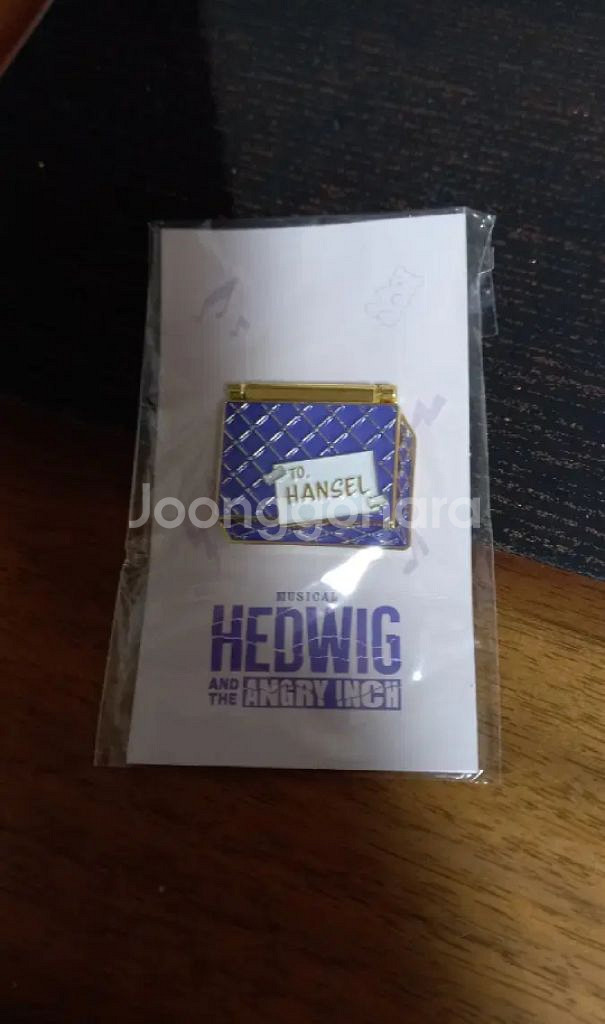 TO.
HANSEL
Joonggonara
MUSICAL
HEDWIG
AND THE ANGRY INCH